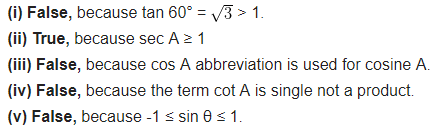 (i) False, because tan 60° = √3 > 1.
(ii) True, because sec A ≥ 1
(iii) False, because cos A abbreviation is used for cosine A.
(iv) False, because the term cot A is single not a product.
(v) False, because -1 ≤ sin θ ≤ 1.